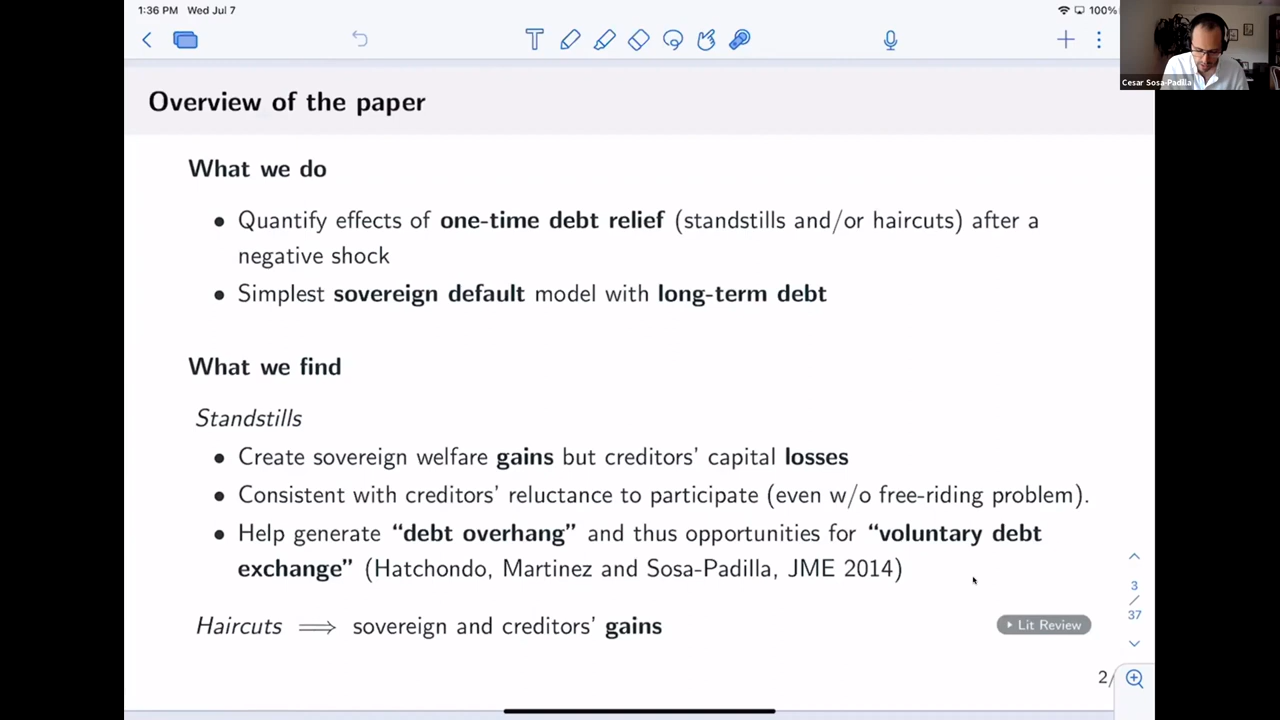 1:36 PM Wed Jul 7
100%
Cesar Sosa-Padilla
Overview of the paper
What we do
• Quantify effects of one-time debt relief (standstills and/or haircuts) after a
negative shock
• Simplest sovereign default model with long-term debt
What we find
Standstills
• Create sovereign welfare gains but creditors' capital losses
• Consistent with creditors' reluctance to participate (even w/o free-riding problem).
• Help generate “debt overhang” and thus opportunities for “voluntary debt
exchange” (Hatchondo, Martinez and Sosa-Padilla, JME 2014)
Haircuts ⟹ sovereign and creditors' gains
Lit Review
3
/
37
2/